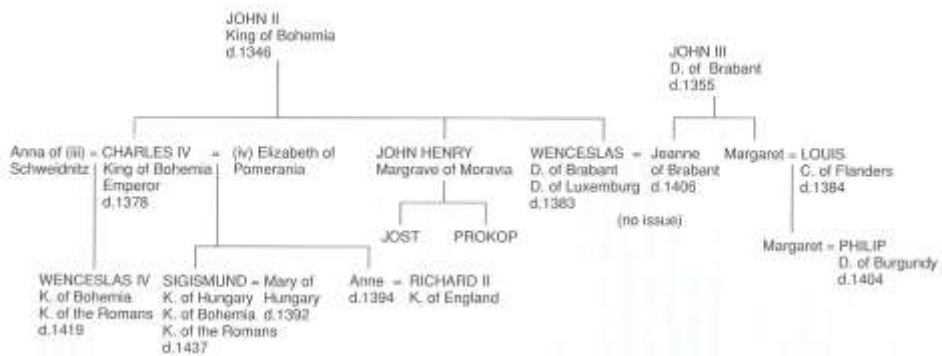 JOHN II
King of Bohemia
d.1346
JOHN III
D. of Brabant
d.1355
Anna of (iii) = CHARLES IV = (iv) Elizabeth of
Schweidnitz King of Bohemia Pomerania
Emperor
d.1378
JOHN HENRY
Margrave of Moravia
WENCESLAS = Jeanne
D. of Brabant of Brabant
D. of Luxemburg d.1406
d.1383
(no issue)
Margaret = LOUIS
C. of Flanders
d.1384
JOST PROKOP
Margaret = PHILIP
D. of Burgundy
d.1404
WENCESLAS IV
K. of Bohemia
K. of the Romans
d.1419
SIGISMUND = Mary of
K. of Hungary Hungary
K. of Bohemia d.1392
K. of the Romans
d.1437
Anne = RICHARD II
d.1394 K. of England